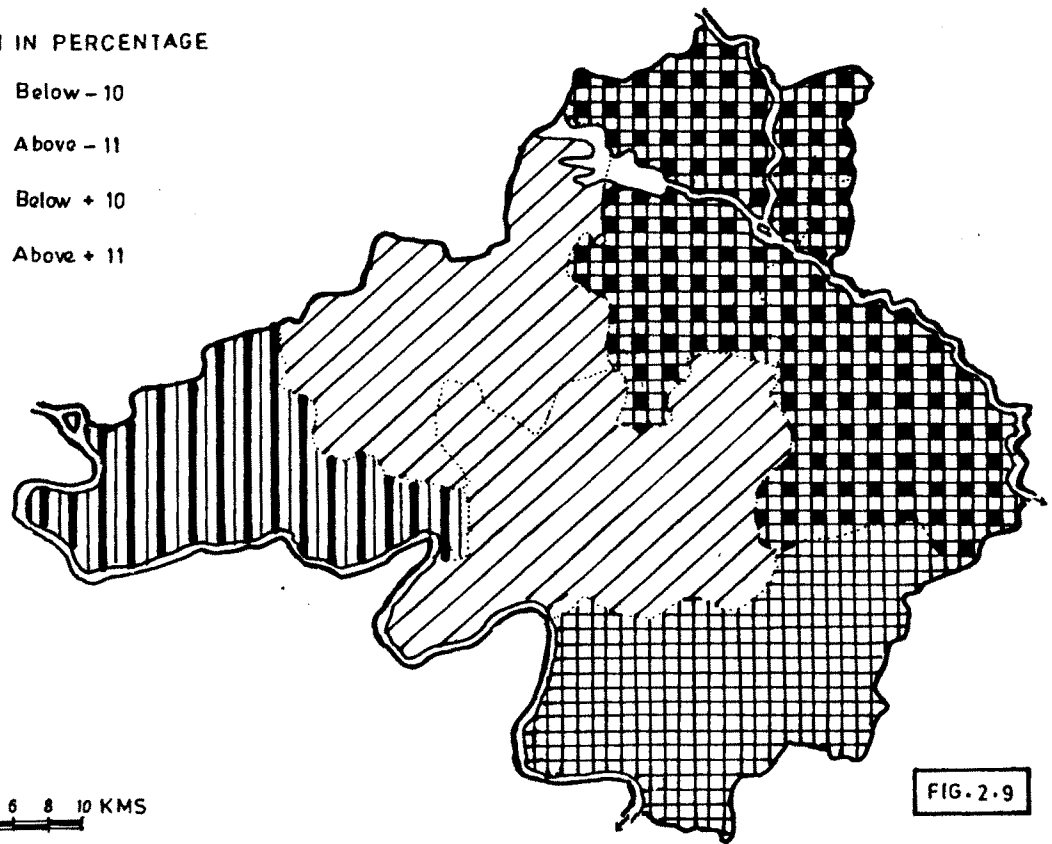 IN PERCENTAGE
Below - 10
Above - 11
Below + 10
Above + 11
6 8 10 KMS
FIG. 2.9